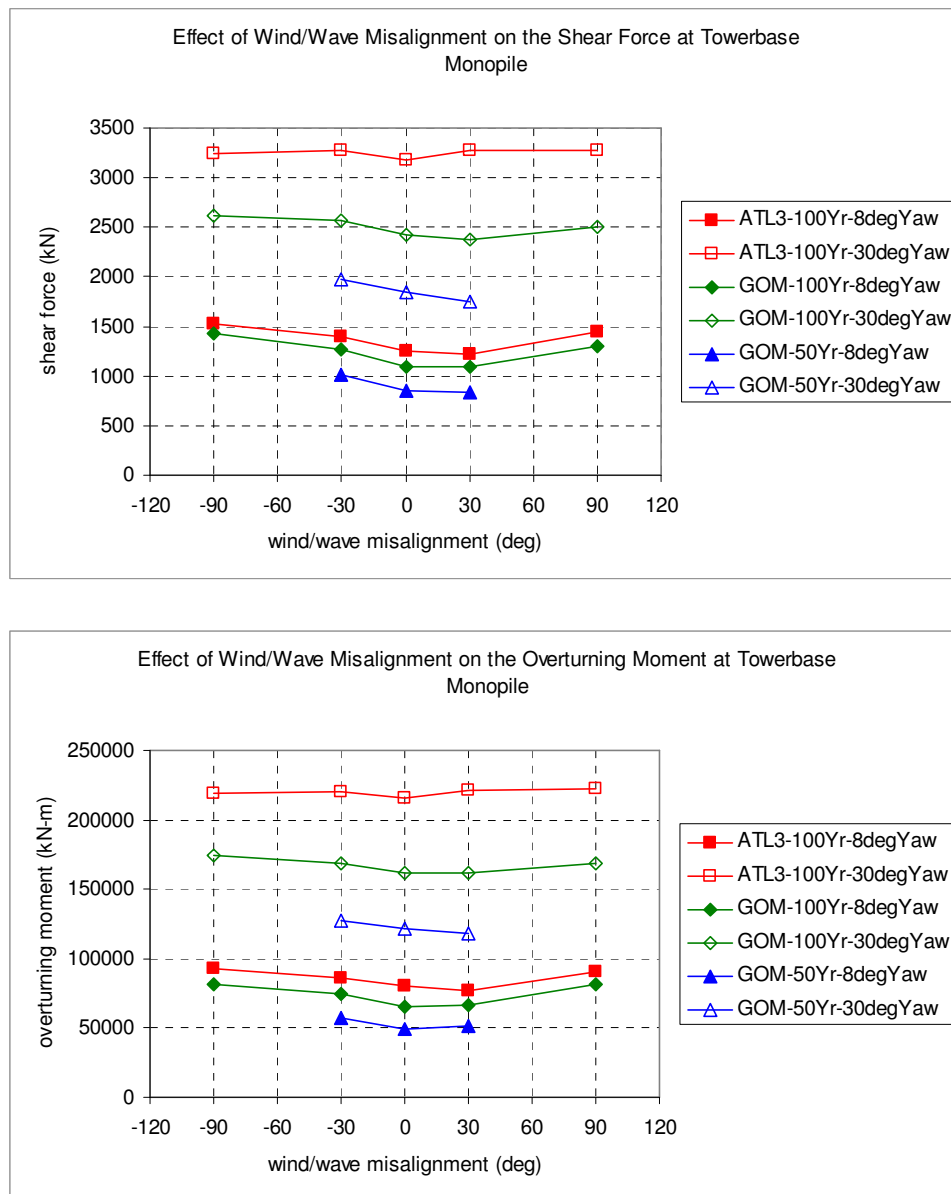 Effect of Wind/Wave Misalignment on the Shear Force at Towerbase
Monopile
3500
3000
2500
2000
1500
1000
500
0
shear force (kN)
-120 -90 -60 -30 0 30 60 90 120
wind/wave misalignment (deg)
ATL3-100Yr-8degYaw
ATL3-100Yr-30degYaw
GOM-100Yr-8degYaw
GOM-100Yr-30degYaw
GOM-50Yr-8degYaw
GOM-50Yr-30degYaw
Effect of Wind/Wave Misalignment on the Overturning Moment at Towerbase
Monopile
250000
200000
150000
100000
50000
0
overturning moment (kN-m)
-120 -90 -60 -30 0 30 60 90 120
wind/wave misalignment (deg)
ATL3-100Yr-8degYaw
ATL3-100Yr-30degYaw
GOM-100Yr-8degYaw
GOM-100Yr-30degYaw
GOM-50Yr-8degYaw
GOM-50Yr-30degYaw